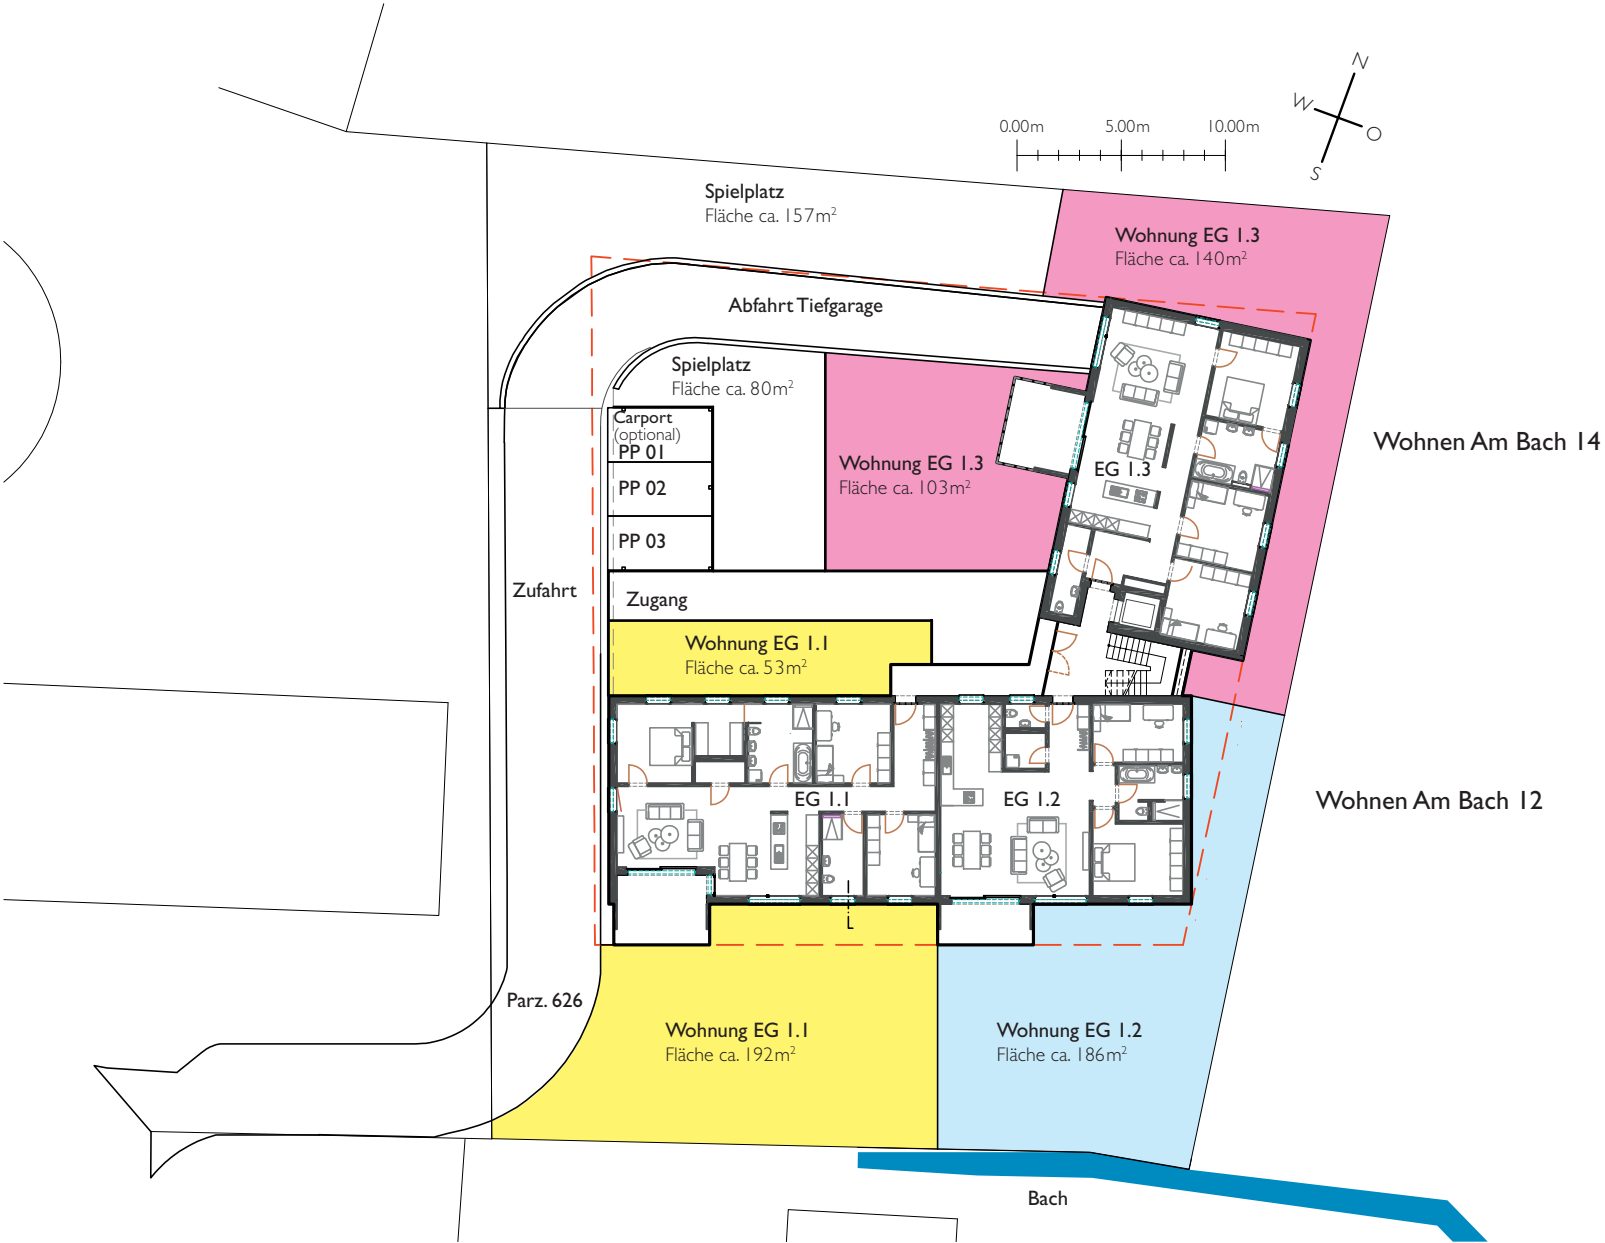 N
W
O
S
0.00m 5.00m 10.00m
Spielplatz
Fläche ca. 157m²
Wohnung EG 1.3
Fläche ca. 140m²
Abfahrt Tiefgarage
Spielplatz
Fläche ca. 80m²
Carport
(optional)
PP 01
PP 02
PP 03
Wohnung EG 1.3
Fläche ca. 103m²
EG 1.3
Wohnen Am Bach 14
Zufahrt
Zugang
Wohnung EG 1.1
Fläche ca. 53m²
EG 1.1
EG 1.2
Wohnen Am Bach 12
L
Parz. 626
Wohnung EG 1.1
Fläche ca. 192m²
Wohnung EG 1.2
Fläche ca. 186m²
Bach